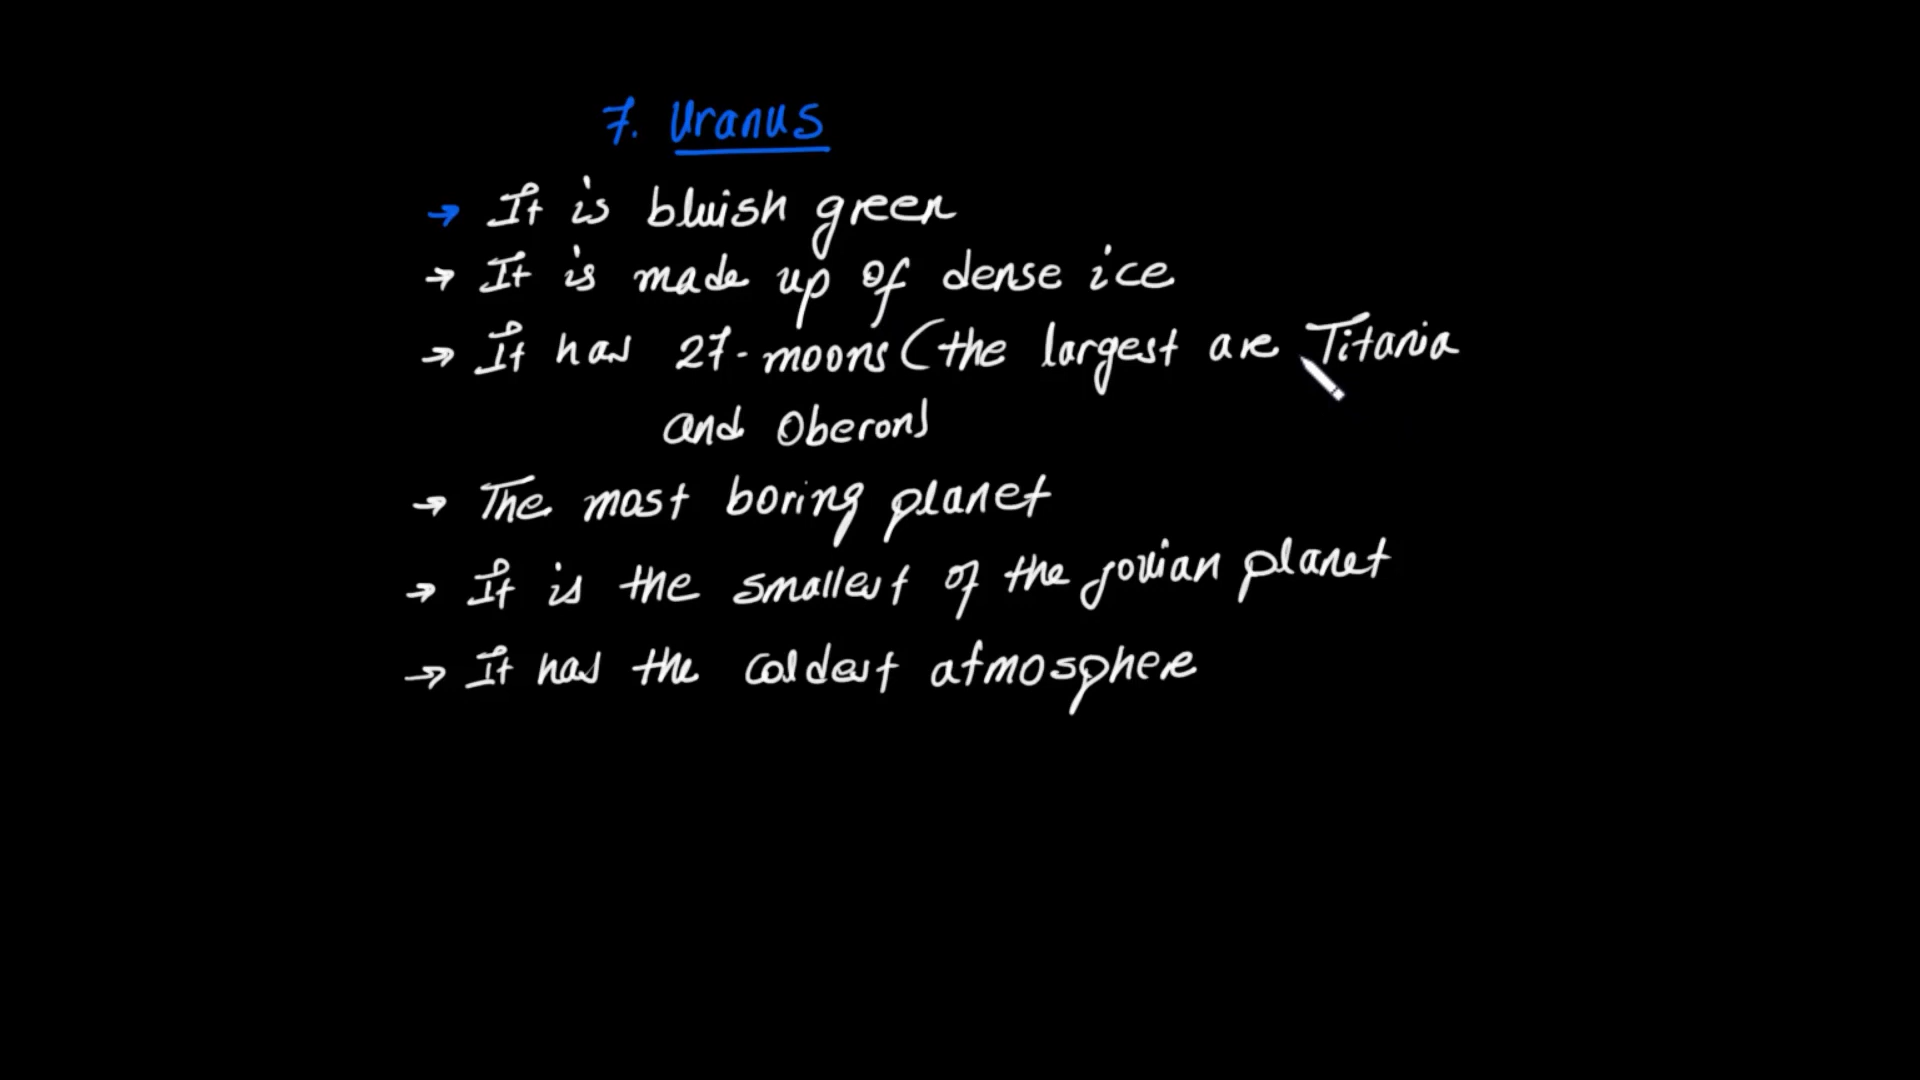 7. Uranus
→ It is bluish green
→ It is made up of dense ice
→ It has 27-moons (the largest are Titania
and Oberon)
→ The most boring planet
→ It is the smallest of the jovian planet
→ It has the coldest atmosphere